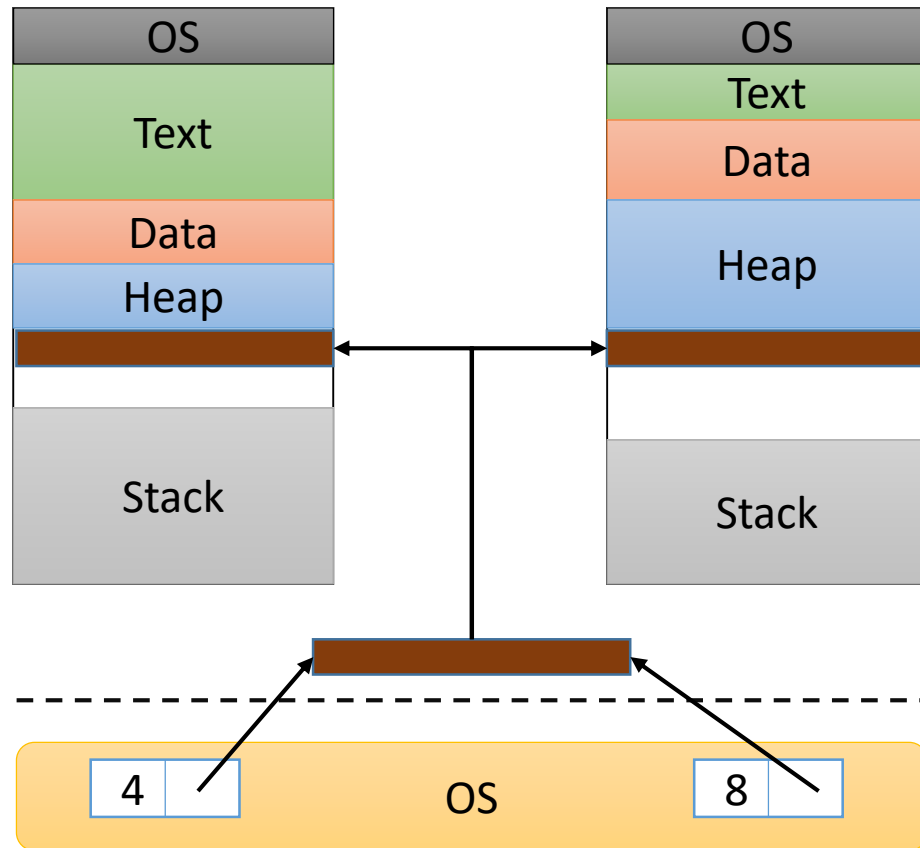 OS
Text
Data
Heap
Stack
OS
Text
Data
Heap
Stack
4
OS
8